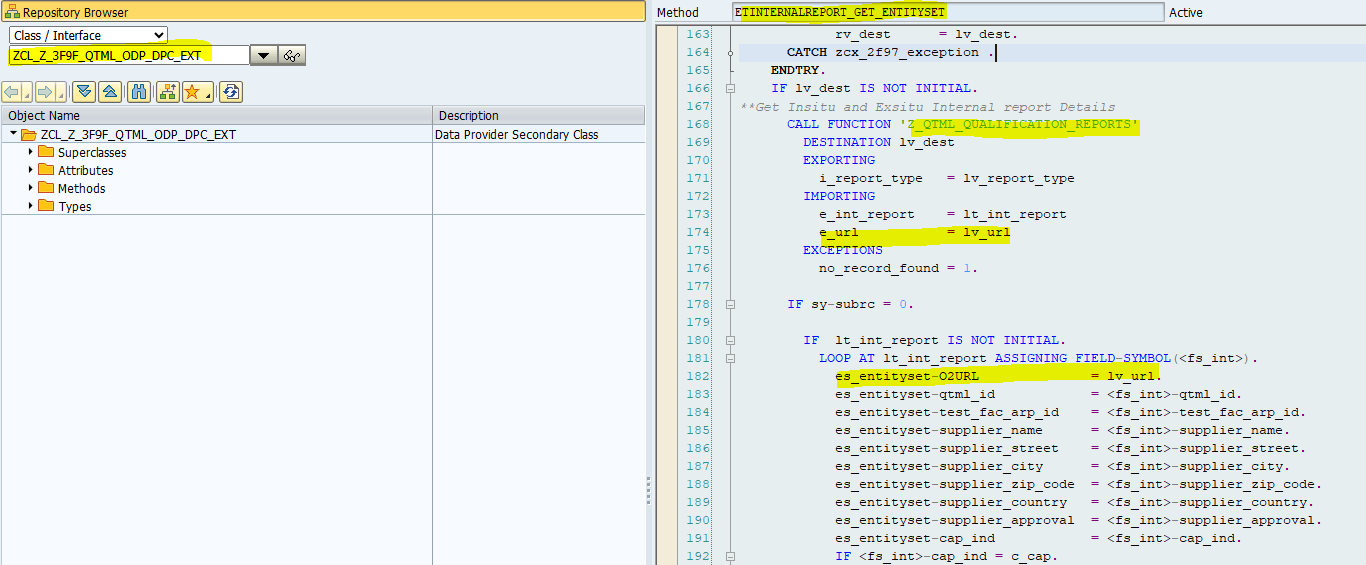 Repository Browser
Class / Interface
ZCL_Z_3F9F_QTML_ODP_DPC_EXT
Object Name Description
ZCL_Z_3F9F_QTML_ODP_DPC_EXT Data Provider Secondary Class
Superclasses
Attributes
Methods
Types
Method ETINTERNALREPORT_GET_ENTITYSET Active
163 rv_dest = lv_dest.
164 CATCH zcx_2f97_exception .
165 ENDTRY.
166 IF lv_dest IS NOT INITIAL.
167 **Get Insitu and Exsitu Internal report Details
168 CALL FUNCTION 'Z_QTML_QUALIFICATION_REPORTS'
169 DESTINATION lv_dest
170 EXPORTING
171 i_report_type = lv_report_type
172 IMPORTING
173 e_int_report = lt_int_report
174 e_url = lv_url
175 EXCEPTIONS
176 no_record_found = 1.
177
178 IF sy-subrc = 0.
179
180 IF lt_int_report IS NOT INITIAL.
181 LOOP AT lt_int_report ASSIGNING FIELD-SYMBOL(<fs_int>).
182 es_entityset-O2URL = lv_url.
183 es_entityset-qtml_id = <fs_int>-qtml_id.
184 es_entityset-test_fac_arp_id = <fs_int>-test_fac_arp_id.
185 es_entityset-supplier_name = <fs_int>-supplier_name.
186 es_entityset-supplier_street = <fs_int>-supplier_street.
187 es_entityset-supplier_city = <fs_int>-supplier_city.
188 es_entityset-supplier_zip_code = <fs_int>-supplier_zip_code.
189 es_entityset-supplier_country = <fs_int>-supplier_country.
190 es_entityset-supplier_approval = <fs_int>-supplier_approval.
191 es_entityset-cap_ind = <fs_int>-cap_ind.
192 IF <fs_int>-cap_ind = c_cap.